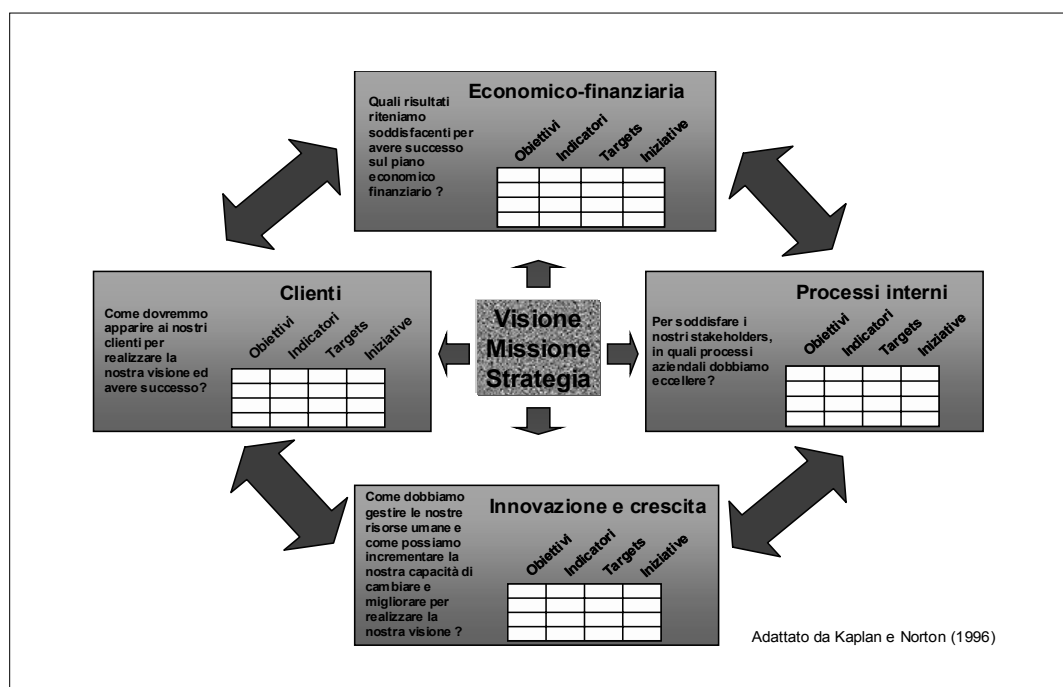 Economico-finanziaria
Quali risultati
riteniamo
soddisfacenti per
avere successo
sul piano
economico
finanziario ?
Obiettivi
Indicatori
Targets
Iniziative
Clienti
Come dovremmo
apparire ai nostri
clienti per
realizzare la
nostra visione ed
avere successo?
Obiettivi
Indicatori
Targets
Iniziative
Visione
Missione
Strategia
Processi interni
Per soddisfare i
nostri stakeholders,
in quali processi
aziendali dobbiamo
eccellere?
Obiettivi
Indicatori
Targets
Iniziative
Innovazione e crescita
Come dobbiamo
gestire le nostre
risorse umane e
come possiamo
incrementare la
nostra capacità di
cambiare e
migliorare per
realizzare la
nostra visione ?
Obiettivi
Indicatori
Targets
Iniziative
Adattato da Kaplan e Norton (1996)